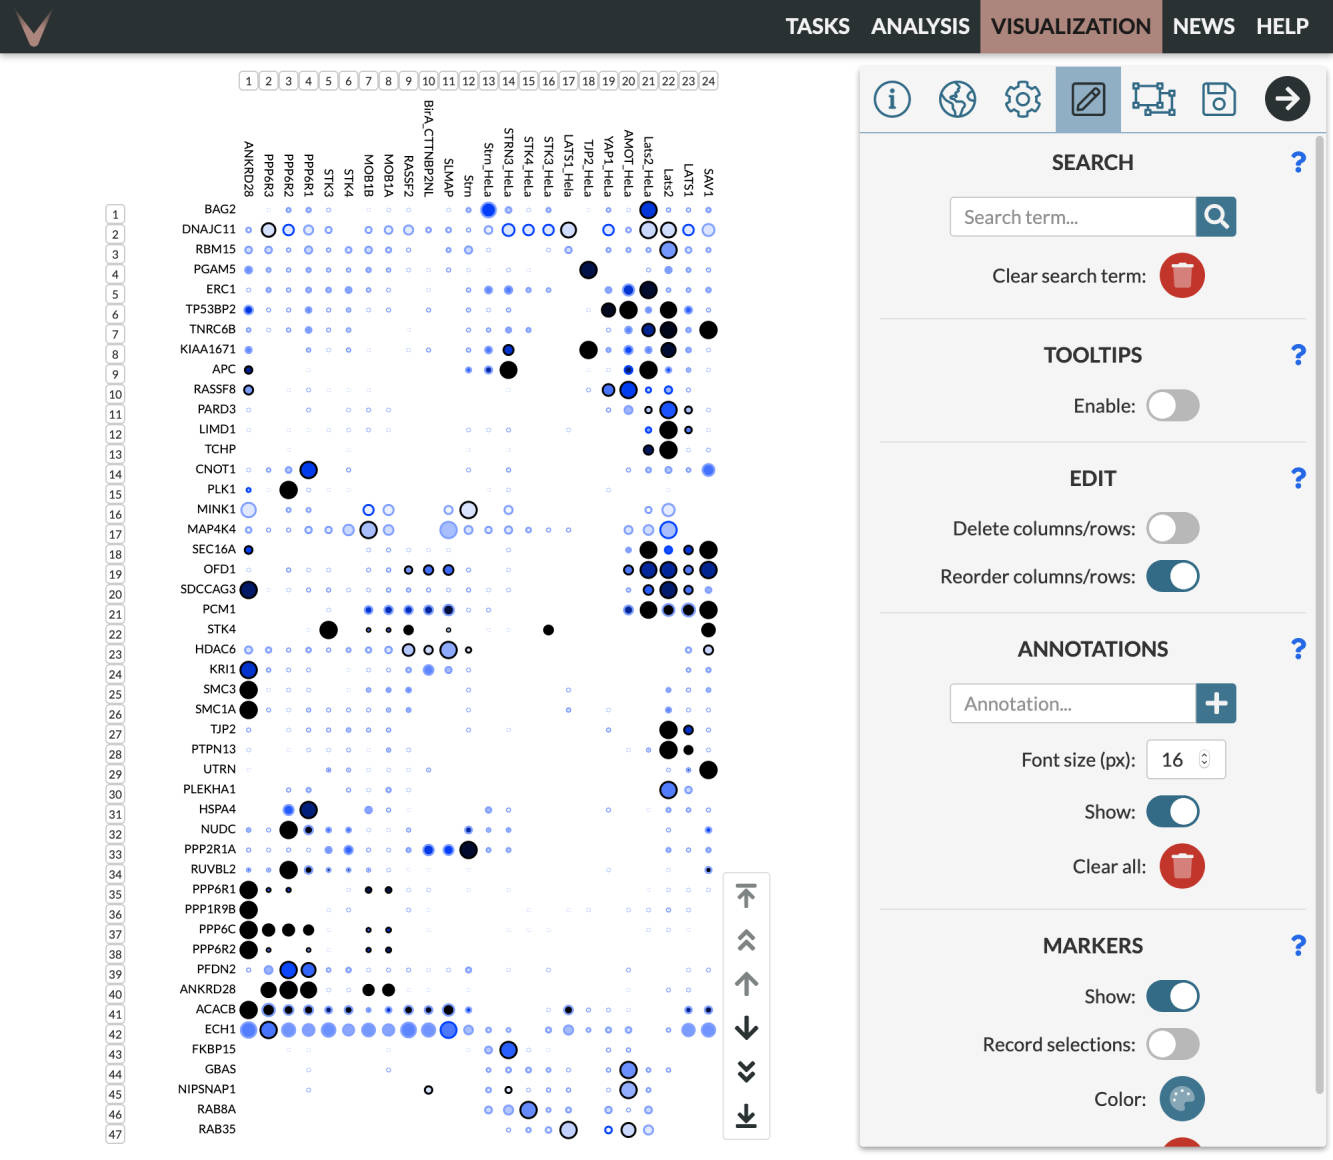 TASKS ANALYSIS VISUALIZATION NEWS HELP
1 2 3 4 5 6 7 8 9 10 11 12 13 14 15 16 17 18 19 20 21 22 23 24
ANKRD28
PPP6R3
PPP6R2
PPP6R1
STK3
STK4
MOB1B
MOB1A
RASSF2
BirA_CTTNBP2NL
SLMAP
Strn
Strn_HeLa
STRN3_HeLa
STK4_HeLa
STK3_HeLa
LATS1_Hela
TJP2_HeLa
YAP1_HeLa
AMOT_HeLa
Lats2_HeLa
Lats2
LATS1
SAV1
1 BAG2
2 DNAJC11
3 RBM15
4 PGAM5
5 ERC1
6 TP53BP2
7 TNRC6B
8 KIAA1671
9 APC
10 RASSF8
11 PARD3
12 LIMD1
13 TCHP
14 CNOT1
15 PLK1
16 MINK1
17 MAP4K4
18 SEC16A
19 OFD1
20 SDCCAG3
21 PCM1
22 STK4
23 HDAC6
24 KRI1
25 SMC3
26 SMC1A
27 TJP2
28 PTPN13
29 UTRN
30 PLEKHA1
31 HSPA4
32 NUDC
33 PPP2R1A
34 RUVBL2
35 PPP6R1
36 PPP1R9B
37 PPP6C
38 PPP6R2
39 PFDN2
40 ANKRD28
41 ACACB
42 ECH1
43 FKBP15
44 GBAS
45 NIPSNAP1
46 RAB8A
47 RAB35
SEARCH ?
Search term...
Clear search term:
TOOLTIPS ?
Enable:
EDIT ?
Delete columns/rows:
Reorder columns/rows:
ANNOTATIONS ?
Annotation...
Font size (px): 16
Show:
Clear all:
MARKERS ?
Show:
Record selections:
Color: